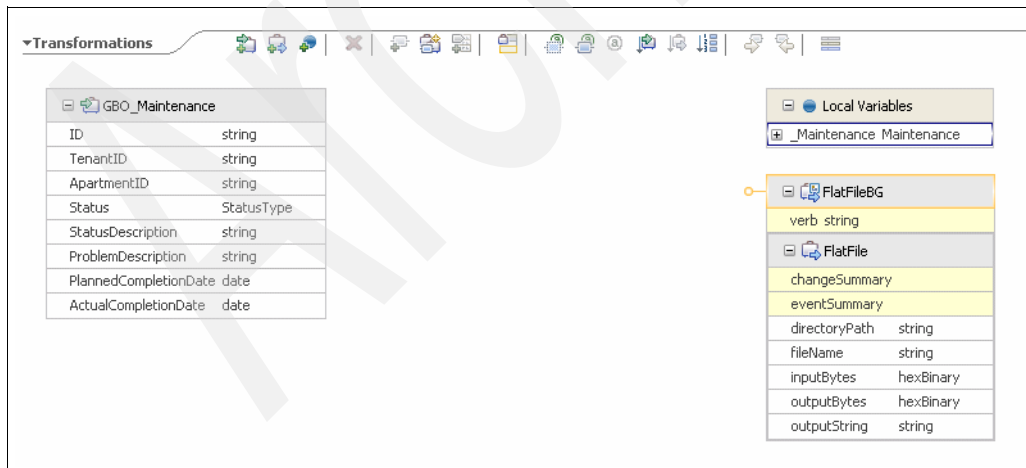 Transformations
GBO_Maintenance
ID string
TenantID string
ApartmentID string
Status StatusType
StatusDescription string
ProblemDescription string
PlannedCompletionDate date
ActualCompletionDate date
Local Variables
_Maintenance Maintenance
FlatFileBG
verb string
FlatFile
changeSummary
eventSummary
directoryPath string
fileName string
inputBytes hexBinary
outputBytes hexBinary
outputString string